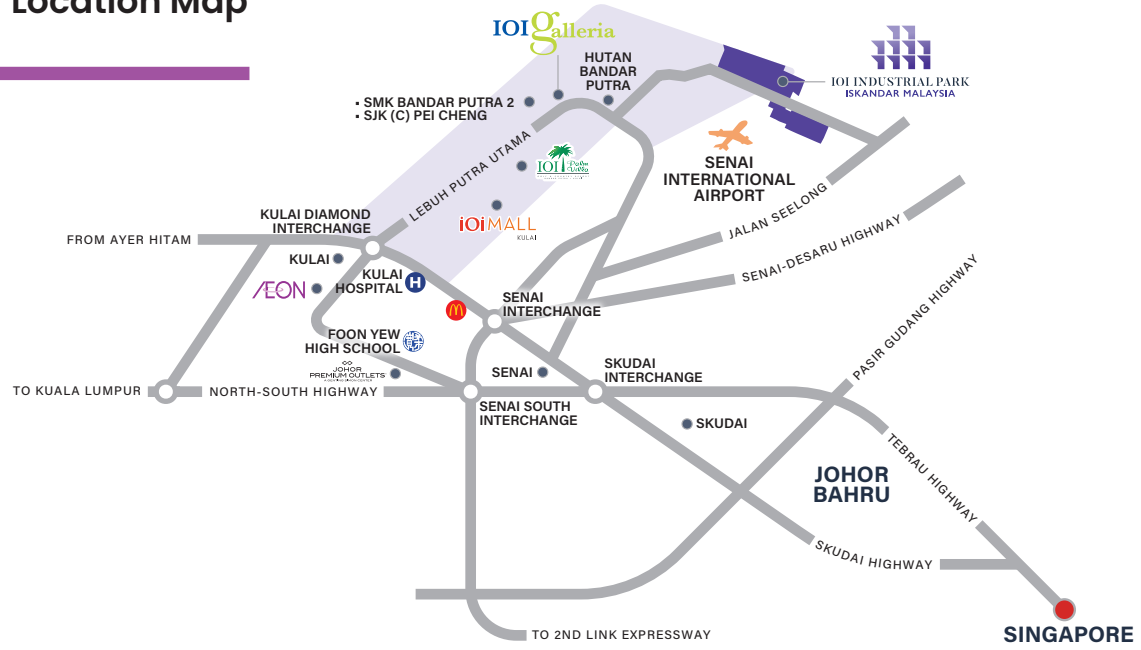 Location Map
IOI galleria
HUTAN
BANDAR
PUTRA
IOI INDUSTRIAL PARK
ISKANDAR MALAYSIA
▪ SMK BANDAR PUTRA 2
▪ SJK (C) PEI CHENG
LEBUH PUTRA UTAMA
IOI Palm Villa
SENAI
INTERNATIONAL
AIRPORT
iOiMALL
KULAI
JALAN SEELONG
SENAI-DESARU HIGHWAY
KULAI DIAMOND
INTERCHANGE
FROM AYER HITAM
KULAI
KULAI
HOSPITAL
H
ÆON
SENAI
INTERCHANGE
PASIR GUDANG HIGHWAY
FOON YEW
HIGH SCHOOL
JOHOR
PREMIUM OUTLETS
SENAI
SKUDAI
INTERCHANGE
TO KUALA LUMPUR
NORTH-SOUTH HIGHWAY
SENAI SOUTH
INTERCHANGE
SKUDAI
TEBRAU HIGHWAY
JOHOR
BAHRU
SKUDAI HIGHWAY
TO 2ND LINK EXPRESSWAY
SINGAPORE